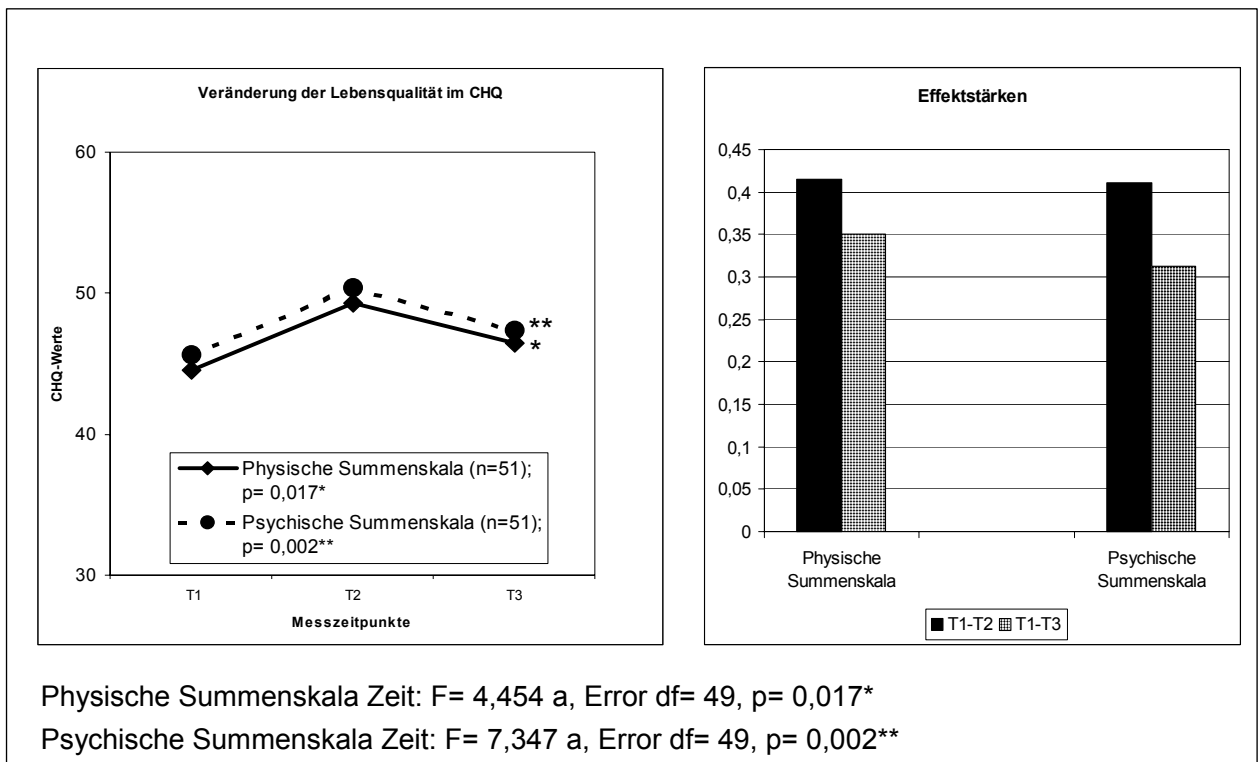 Veränderung der Lebensqualität im CHQ
60
50
40
30
CHQ-Werte
**
*
Physische Summenskala (n=51);
p= 0,017*
Psychische Summenskala (n=51);
p= 0,002**
T1 T2 T3
Messzeitpunkte
Effektstärken
0,45
0,4
0,35
0,3
0,25
0,2
0,15
0,1
0,05
0
Physische
Summenskala
Psychische
Summenskala
T1-T2 T1-T3
Physische Summenskala Zeit: F= 4,454 a, Error df= 49, p= 0,017*
Psychische Summenskala Zeit: F= 7,347 a, Error df= 49, p= 0,002**